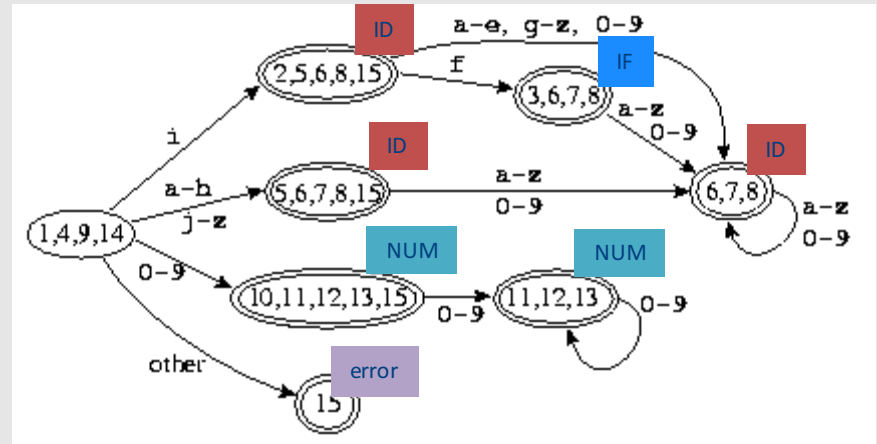 ID
a-e, g-z, 0-9
IF
2,5,6,8,15
f
3,6,7,8
a-z
0-9
i
ID
ID
a-h
j-z
5,6,7,8,15
a-z
0-9
6,7,8
a-z
0-9
1,4,9,14
NUM
NUM
0-9
10,11,12,13,15
0-9
11,12,13
0-9
other
error
15